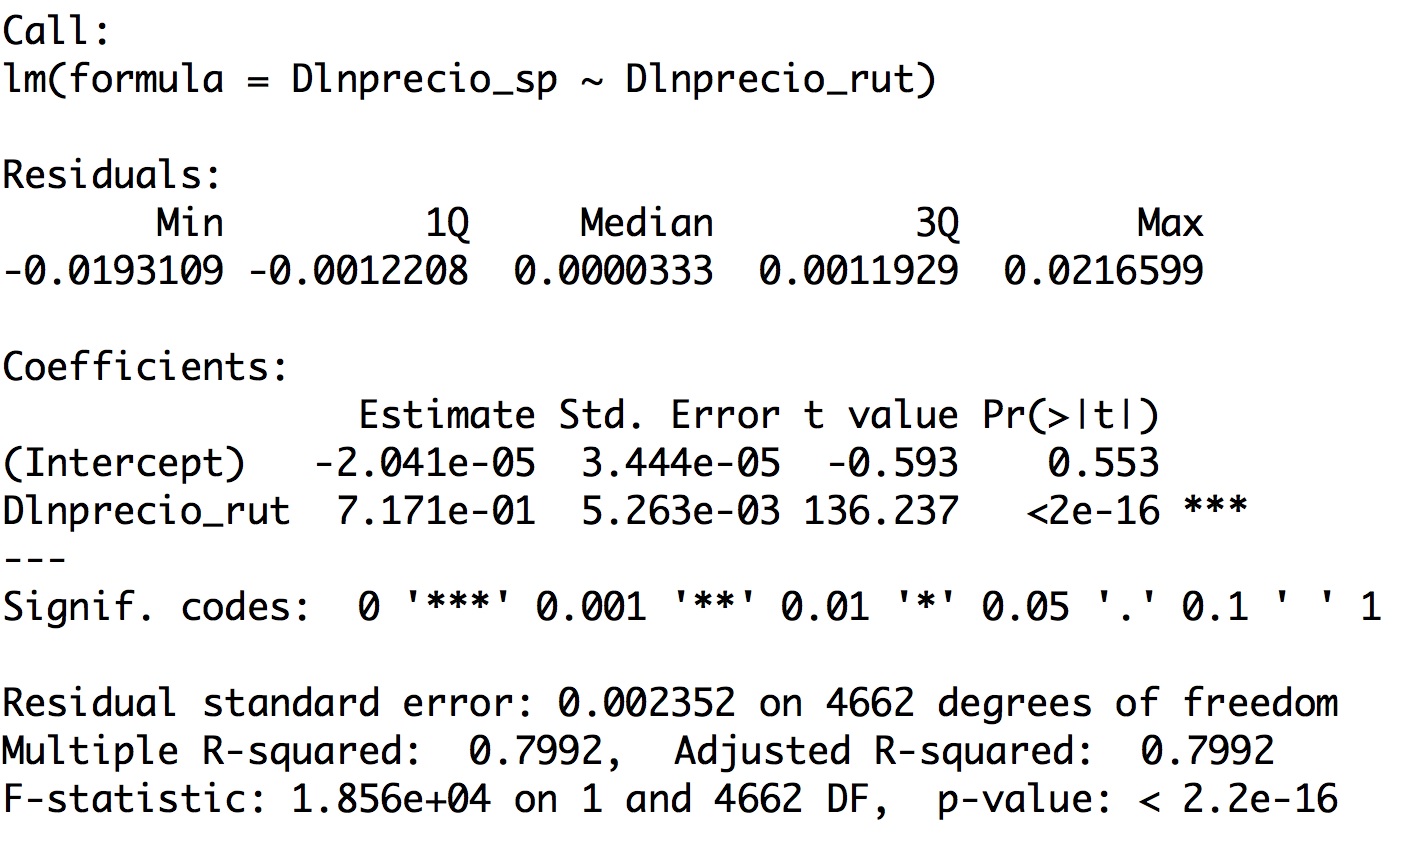 Call:
lm(formula = Dlnprecio_sp ~ Dlnprecio_rut)
Residuals:
       Min         1Q     Median         3Q        Max
-0.0193109 -0.0012208  0.0000333  0.0011929  0.0216599
Coefficients:
                Estimate Std. Error t value Pr(>|t|)
(Intercept)   -2.041e-05  3.444e-05  -0.593    0.553
Dlnprecio_rut  7.171e-01  5.263e-03 136.237   <2e-16 ***
---
Signif. codes:  0 '***' 0.001 '**' 0.01 '*' 0.05 '.' 0.1 ' ' 1
Residual standard error: 0.002352 on 4662 degrees of freedom
Multiple R-squared:  0.7992,  Adjusted R-squared:  0.7992
F-statistic: 1.856e+04 on 1 and 4662 DF,  p-value: < 2.2e-16